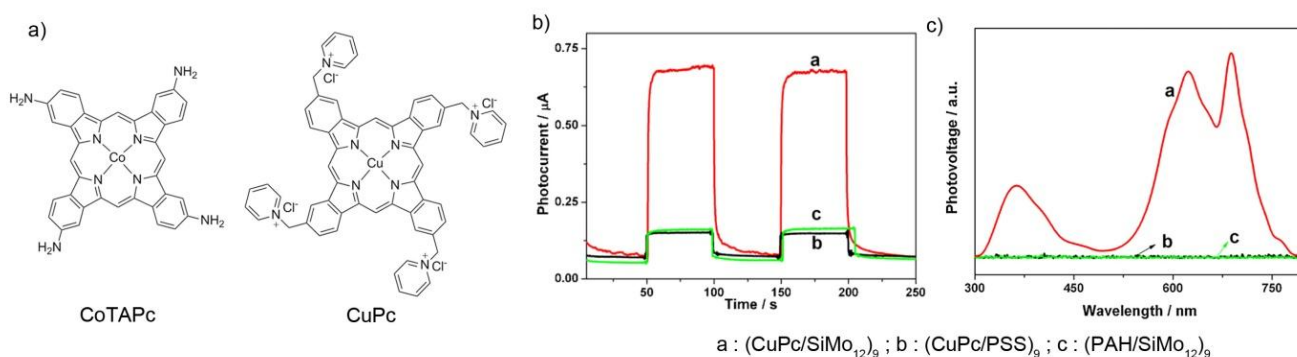 a)
NH₂
H₂N
N
N
Co
N
N
NH₂
H₂N
CoTAPc
N⁺
Cl⁻
Cl⁻
N⁺
N
N
Cu
N
N
Cl⁻
N⁺
Cl⁻
N⁺
CuPc
b)
Photocurrent / μA
0.75
0.50
0.25
0.00
a
c
b
50
100
150
200
250
Time / s
c)
Photovoltage / a.u.
a
b
c
300
450
600
750
Wavelength / nm
a : (CuPc/SiMo₁₂)₉ ; b : (CuPc/PSS)₉ ; c : (PAH/SiMo₁₂)₉